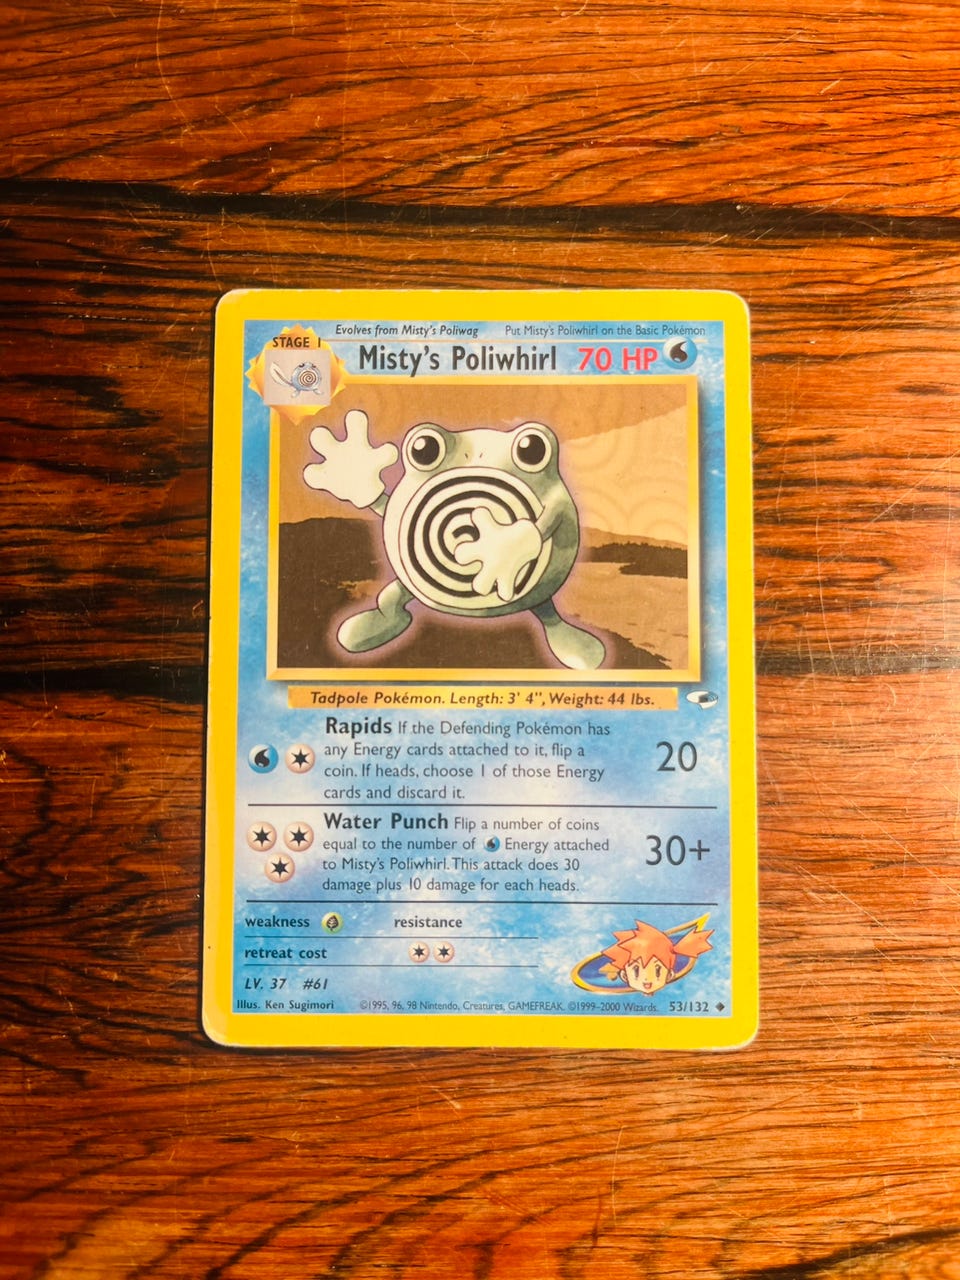 Evolves from Misty's Poliwag Put Misty's Poliwhirl on the Basic Pokémon
STAGE 1
Misty's Poliwhirl 70 HP
Tadpole Pokémon. Length: 3' 4", Weight: 44 lbs.
Rapids If the Defending Pokémon has
any Energy cards attached to it, flip a
coin. If heads, choose 1 of those Energy
cards and discard it.
20
Water Punch Flip a number of coins
equal to the number of Energy attached
to Misty's Poliwhirl. This attack does 30
damage plus 10 damage for each heads.
30+
weakness resistance
retreat cost
LV. 37 #61
Illus. Ken Sugimori ©1995, 96, 98 Nintendo, Creatures, GAMEFREAK. ©1999-2000 Wizards. 53/132